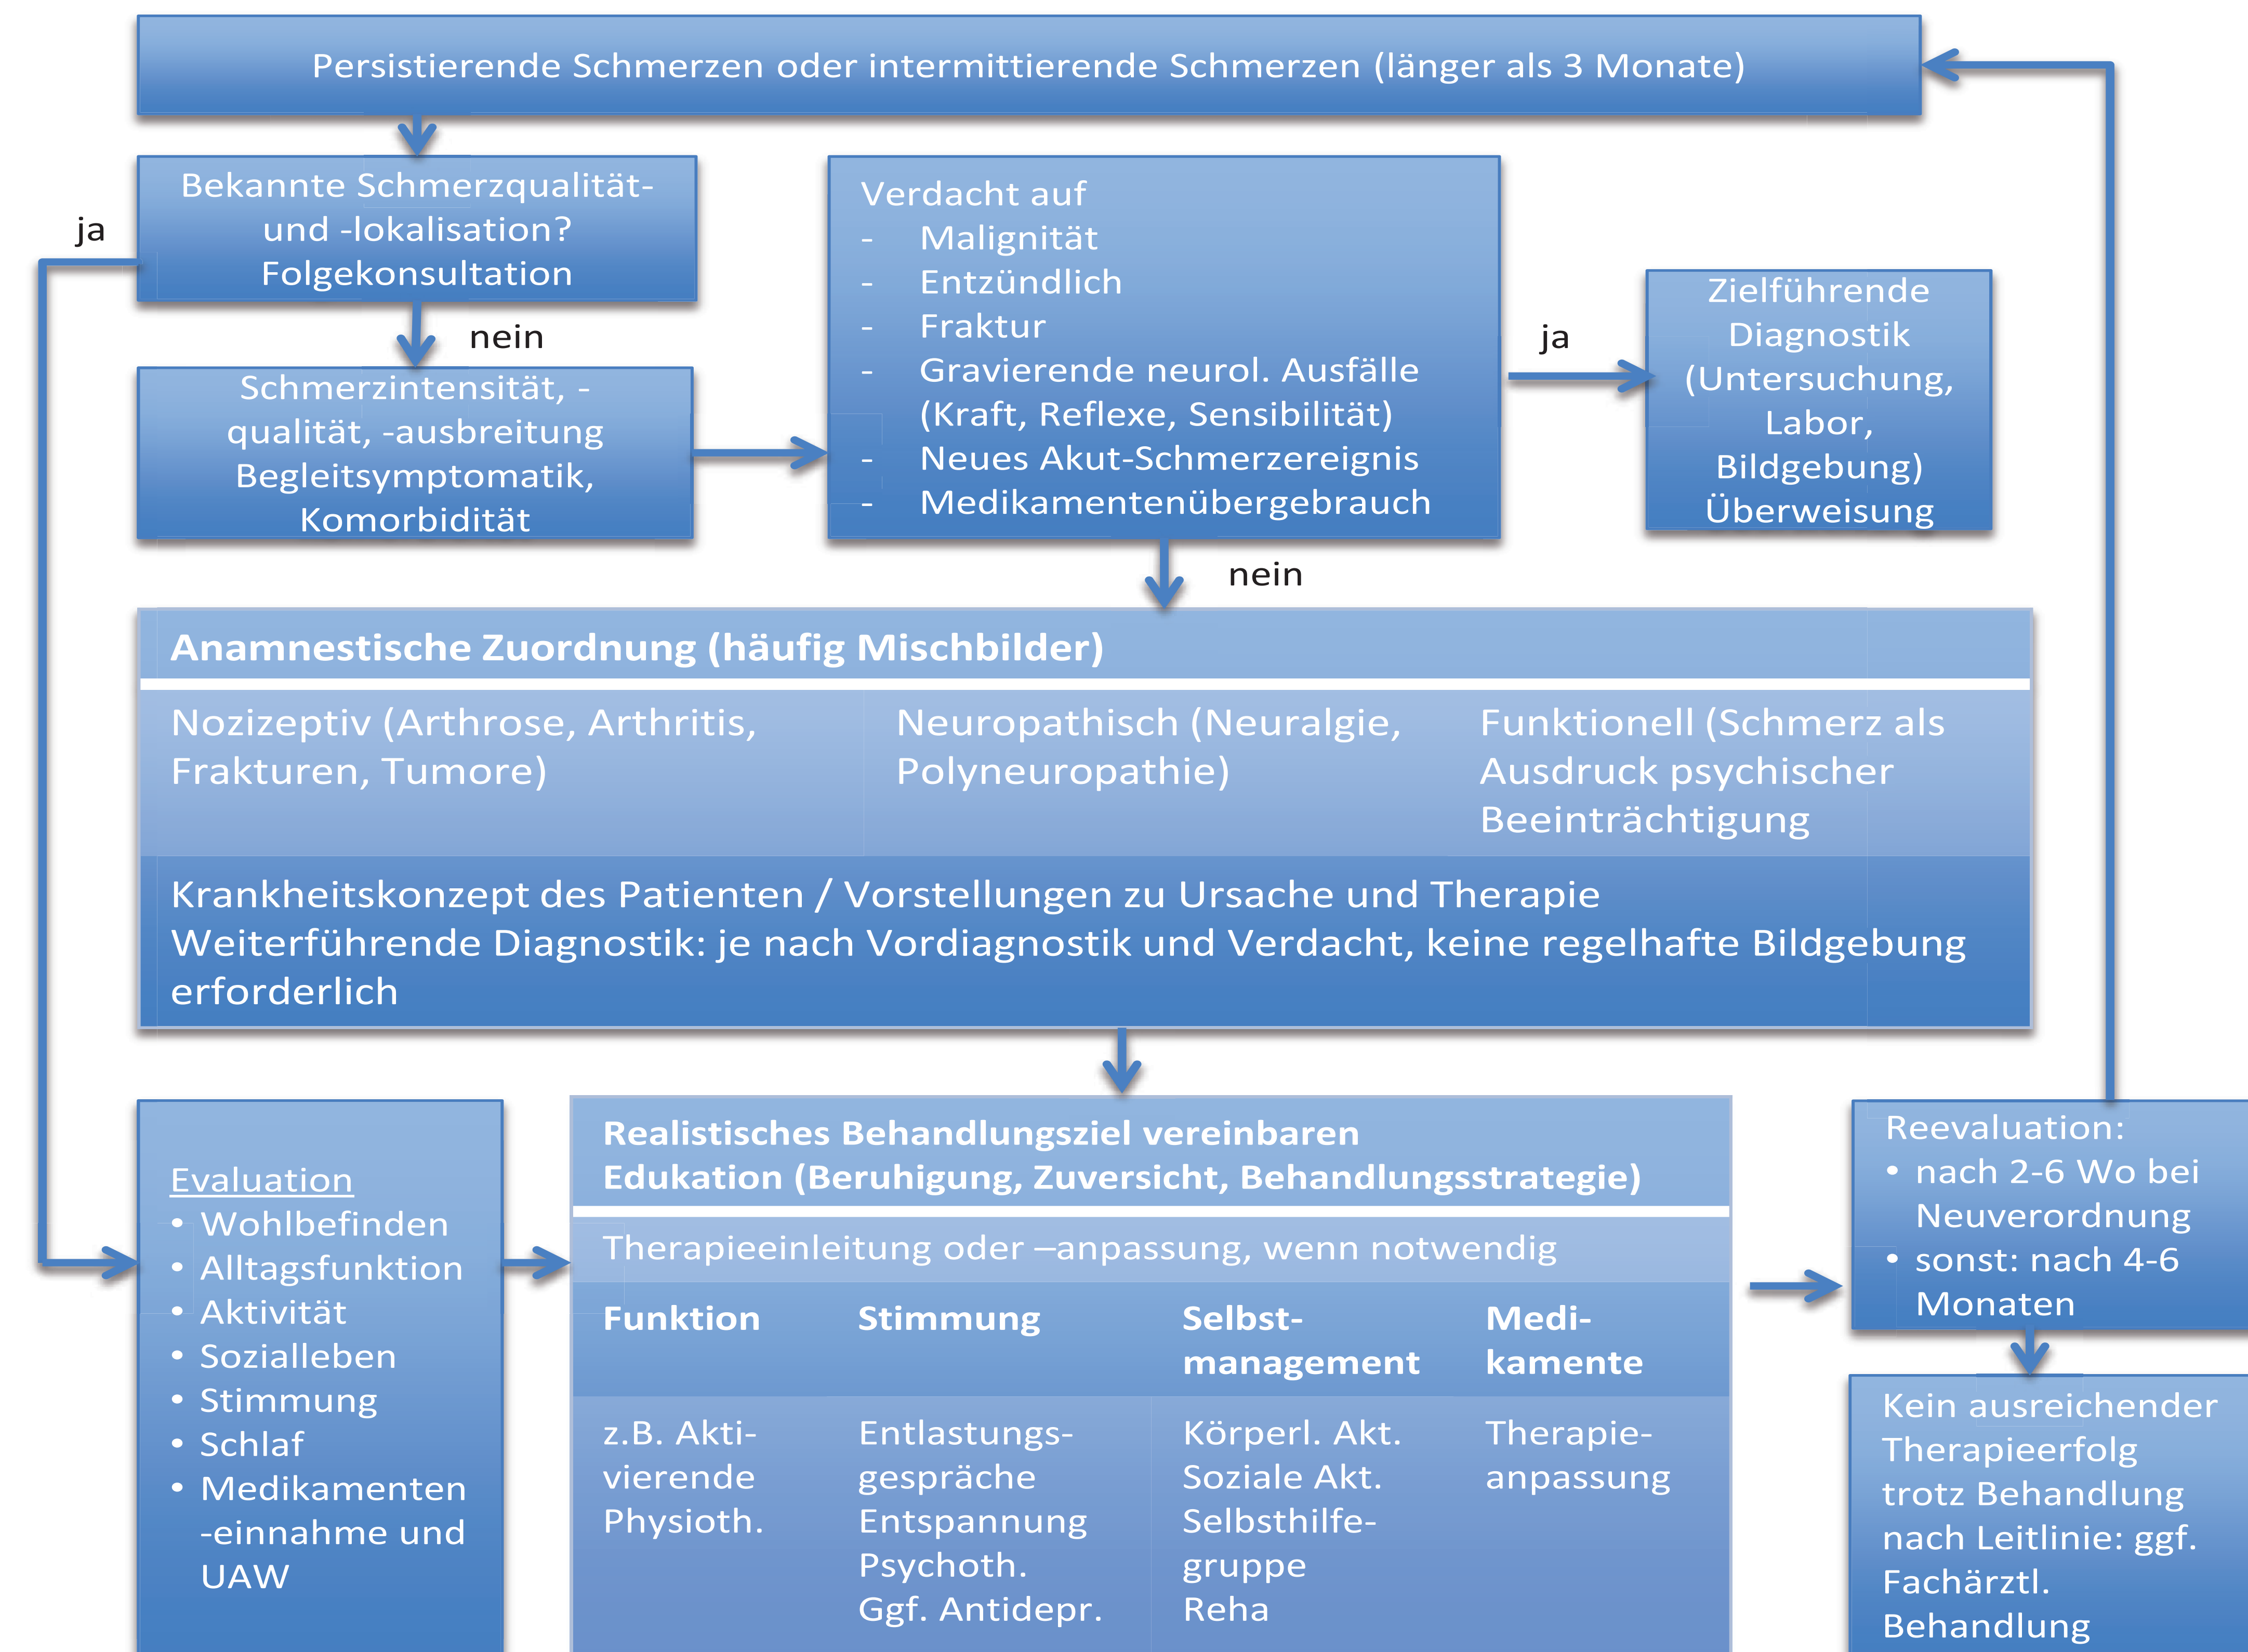 Persistierende Schmerzen oder intermittierende Schmerzen (länger als 3 Monate)
Bekannte Schmerzqualität-
und -lokalisation?
Folgekonsultation
ja
nein
Schmerzintensität, -
qualität, -ausbreitung
Begleitsymptomatik,
Komorbidität
Verdacht auf
- Malignität
- Entzündlich
- Fraktur
- Gravierende neurol. Ausfälle
(Kraft, Reflexe, Sensibilität)
- Neues Akut-Schmerzereignis
- Medikamentenübergebrauch
ja
Zielführende
Diagnostik
(Untersuchung,
Labor,
Bildgebung)
Überweisung
nein
Anamnestische Zuordnung (häufig Mischbilder)
Nozizeptiv (Arthrose, Arthritis,
Frakturen, Tumore)
Neuropathisch (Neuralgie,
Polyneuropathie)
Funktionell (Schmerz als
Ausdruck psychischer
Beeinträchtigung
Krankheitskonzept des Patienten / Vorstellungen zu Ursache und Therapie
Weiterführende Diagnostik: je nach Vordiagnostik und Verdacht, keine regelhafte Bildgebung
erforderlich
Evaluation
• Wohlbefinden
• Alltagsfunktion
• Aktivität
• Sozialleben
• Stimmung
• Schlaf
• Medikamenten
-einnahme und
UAW
Realistisches Behandlungsziel vereinbaren
Edukation (Beruhigung, Zuversicht, Behandlungsstrategie)
Therapieeinleitung oder –anpassung, wenn notwendig
Funktion
z.B. Akti-
vierende
Physioth.
Stimmung
Entlastungs-
gespräche
Entspannung
Psychoth.
Ggf. Antidepr.
Selbst-
management
Körperl. Akt.
Soziale Akt.
Selbsthilfe-
gruppe
Reha
Medi-
kamente
Therapie-
anpassung
Reevaluation:
• nach 2-6 Wo bei
Neuverordnung
• sonst: nach 4-6
Monaten
Kein ausreichender
Therapieerfolg
trotz Behandlung
nach Leitlinie: ggf.
Fachärztl.
Behandlung